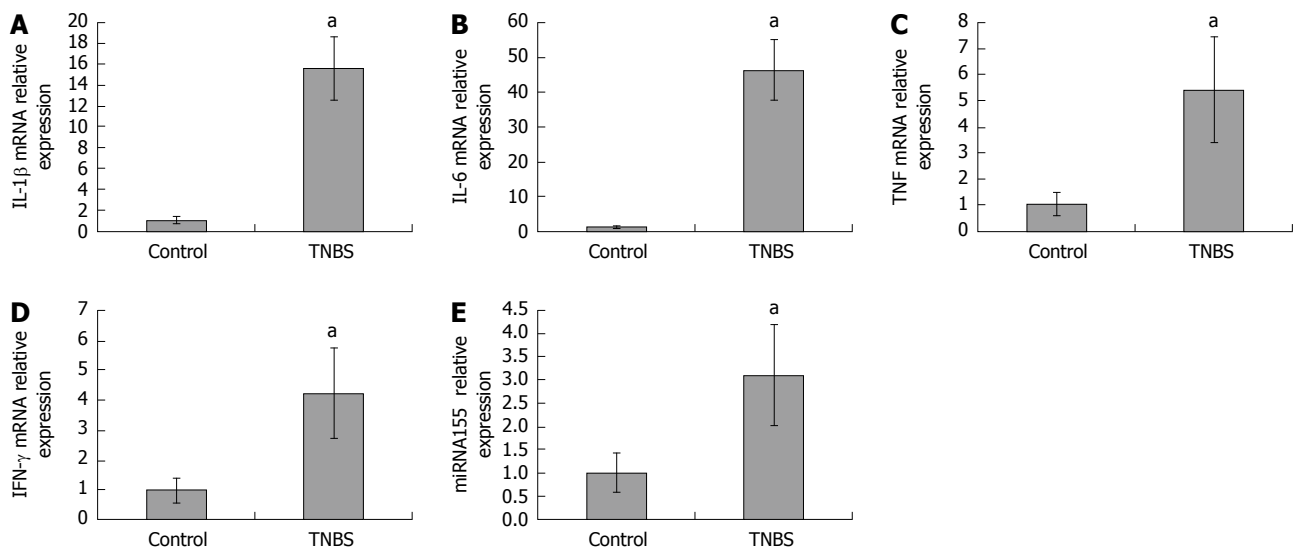 A
IL-1β mRNA relative
expression
20
18
16
14
12
10
8
6
4
2
0
a
Control TNBS
B
IL-6 mRNA relative
expression
60
50
40
30
20
10
0
a
Control TNBS
C
TNF mRNA relative
expression
8
7
6
5
4
3
2
1
0
a
Control TNBS
D
IFN-γ mRNA relative
expression
7
6
5
4
3
2
1
0
a
Control TNBS
E
miRNA155 relative
expression
4.5
4.0
3.5
3.0
2.5
2.0
1.5
1.0
0.5
0.0
a
Control TNBS